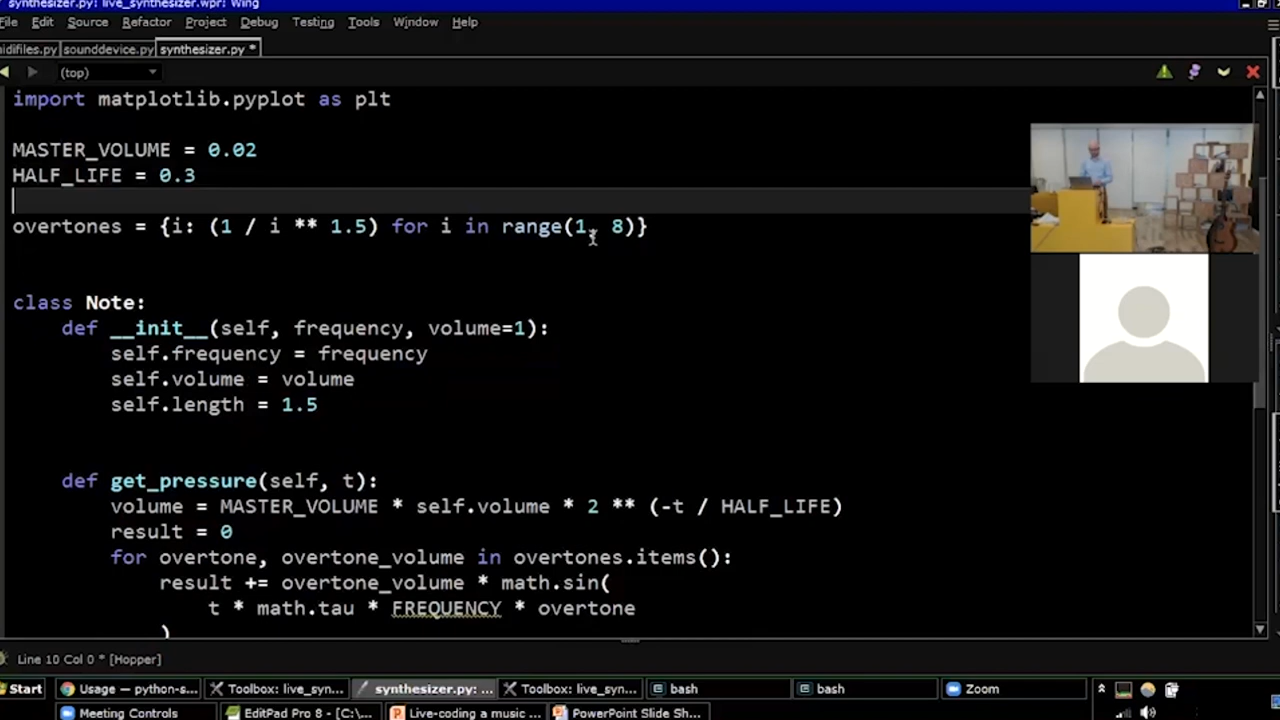 synthesizer.py: live_synthesizer.wpr: Wing
File Edit Source Refactor Project Debug Testing Tools Window Help
midifiles.py sounddevice.py synthesizer.py *
(top)
import matplotlib.pyplot as plt
MASTER_VOLUME = 0.02
HALF_LIFE = 0.3
overtones = {i: (1 / i ** 1.5) for i in range(1, 8)}
class Note:
    def __init__(self, frequency, volume=1):
        self.frequency = frequency
        self.volume = volume
        self.length = 1.5
    def get_pressure(self, t):
        volume = MASTER_VOLUME * self.volume * 2 ** (-t / HALF_LIFE)
        result = 0
        for overtone, overtone_volume in overtones.items():
            result += overtone_volume * math.sin(
                t * math.tau * FREQUENCY * overtone
            )
Line 10 Col 0 * [Hopper]
Start Usage — python-s... Toolbox: live_syn... synthesizer.py: ... Toolbox: live_syn... bash bash Zoom
Meeting Controls EditPad Pro 8 - [C:\... Live-coding a music ... PowerPoint Slide Sh...